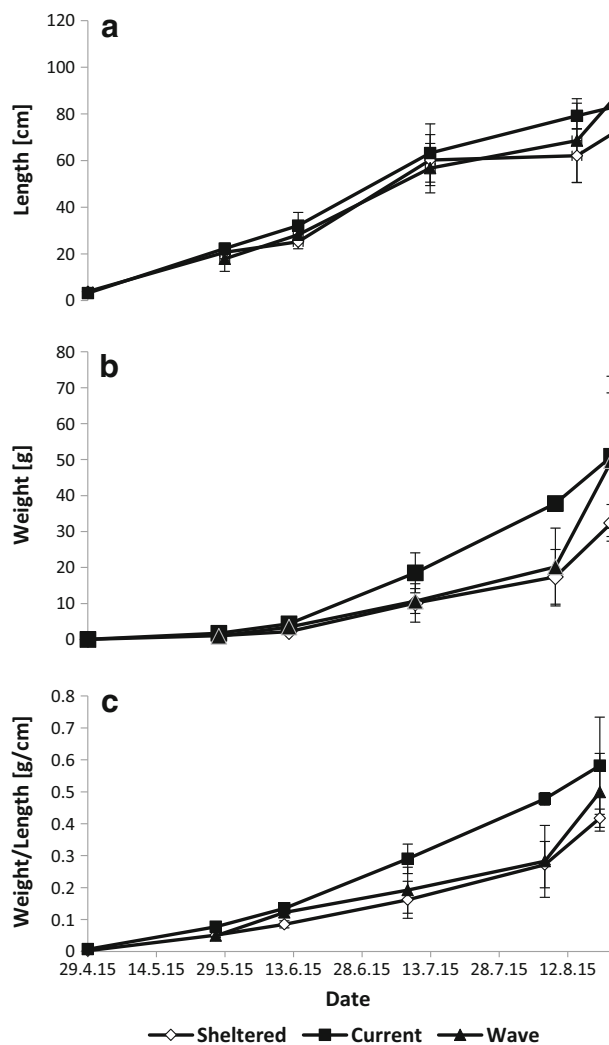 a
120
100
80
60
40
20
0
Length [cm]
b
80
70
60
50
40
30
20
10
0
Weight [g]
c
0.8
0.7
0.6
0.5
0.4
0.3
0.2
0.1
0
Weight/Length [g/cm]
29.4.15 14.5.15 29.5.15 13.6.15 28.6.15 13.7.15 28.7.15 12.8.15
Date
Sheltered Current Wave